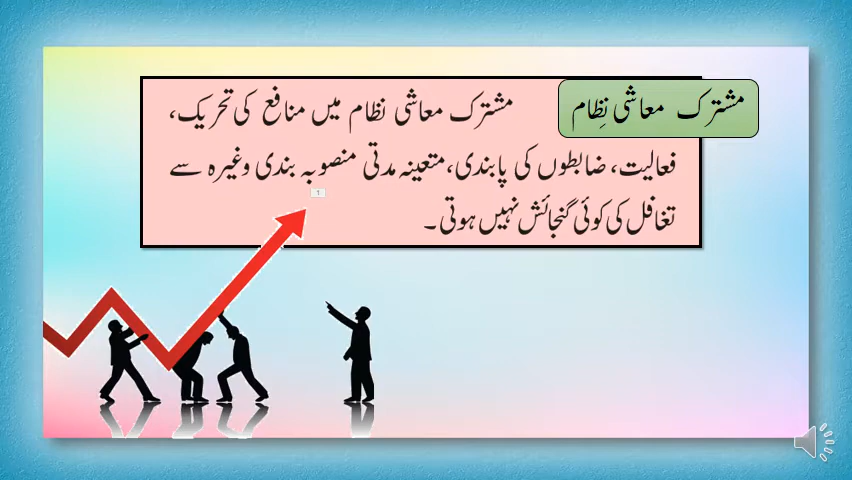 مشترک معاشی نِظام
مشترک معاشی نظام میں منافع کی تحریک،
فعالیت، ضابطوں کی پابندی، متعینہ مدتی منصوبہ بندی وغیرہ سے
تغافل کی کوئی گنجائش نہیں ہوتی۔
1